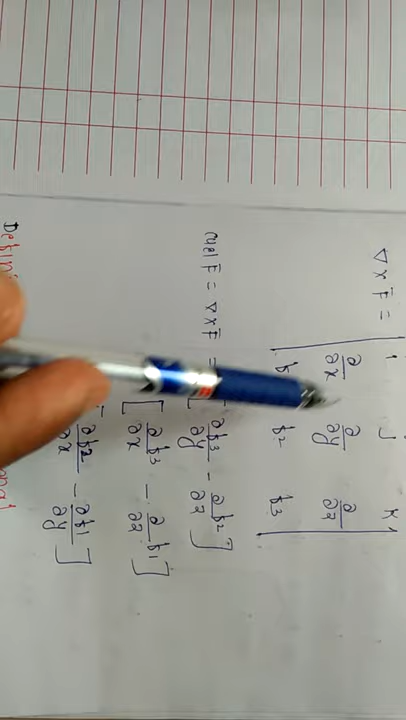 ∇ x F̄ = | i j k |
| ∂/∂x ∂/∂y ∂/∂z |
| f₁ f₂ f₃ |
curl F̄ = ∇ x F̄ = [∂f₃/∂y − ∂f₂/∂z]
[∂f₃/∂x − ∂f₁/∂z]
∂f₂/∂x − ∂f₁/∂y]